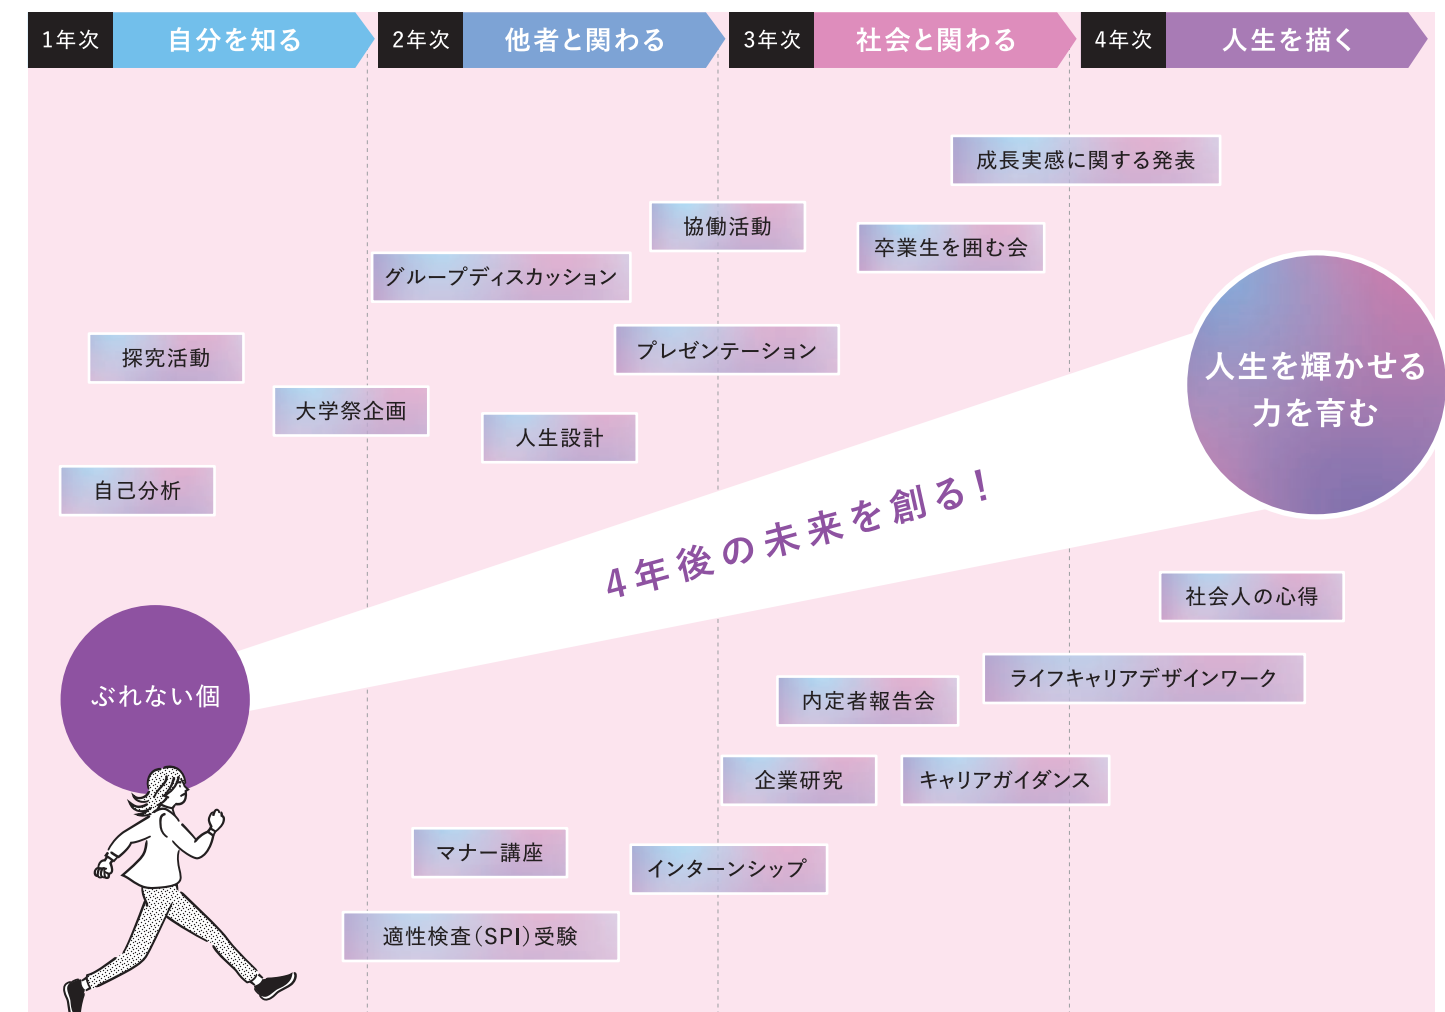 1年次
自分を知る
2年次
他者と関わる
3年次
社会と関わる
4年次
人生を描く
成長実感に関する発表
協働活動
卒業生を囲む会
グループディスカッション
プレゼンテーション
探究活動
大学祭企画
人生設計
自己分析
人生を輝かせる
力を育む
4年後の未来を創る！
社会人の心得
ぶれない個
ライフキャリアデザインワーク
内定者報告会
企業研究
キャリアガイダンス
マナー講座
インターンシップ
適性検査（SPI）受験